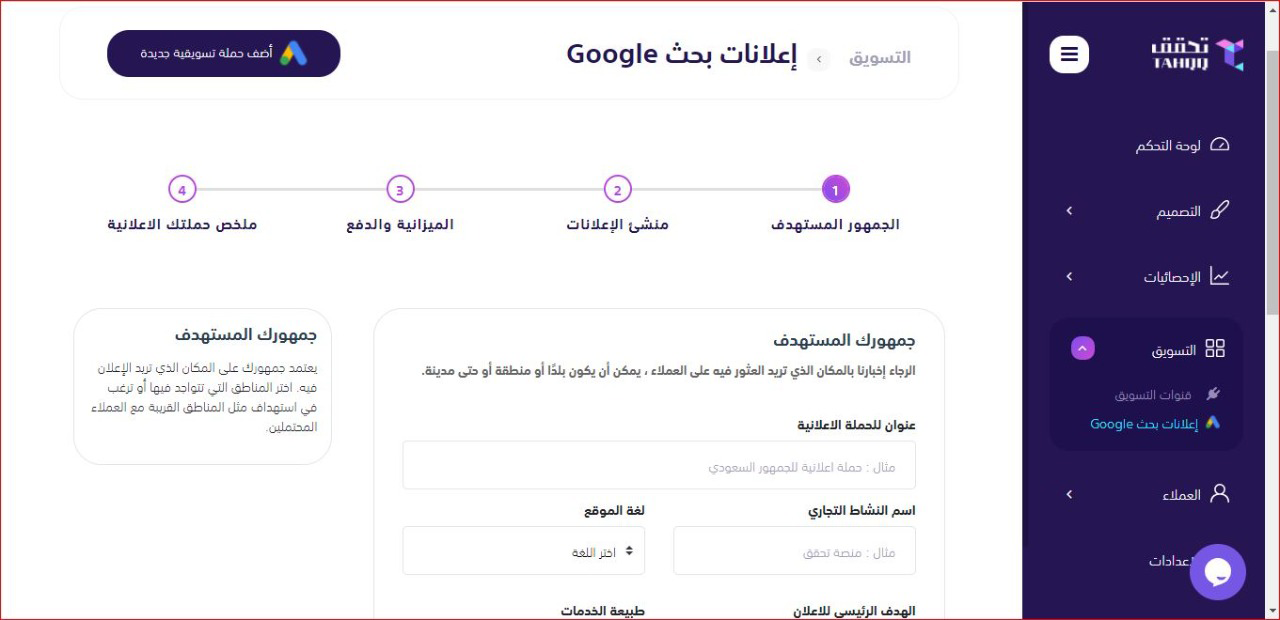 تحقق
TAHQQ
لوحة التحكم
التصميم
الإحصائيات
التسويق
قنوات التسويق
إعلانات بحث Google
العملاء
التسويق
إعلانات بحث Google
أضف حملة تسويقية جديدة
1
2
3
4
الجمهور المستهدف
منشئ الإعلانات
الميزانية والدفع
ملخص حملتك الاعلانية
جمهورك المستهدف
الرجاء إخبارنا بالمكان الذي تريد العثور فيه على العملاء ، يمكن أن يكون بلدًا أو منطقة أو حتى مدينة.
عنوان للحملة الاعلانية
مثال : حملة اعلانية للجمهور السعودي
اسم النشاط التجاري
لغة الموقع
مثال : منصة تحقق
اختر اللغة
الهدف الرئيسي للاعلان
طبيعة الخدمات
جمهورك المستهدف
يعتمد جمهورك على المكان الذي تريد الإعلان
فيه. اختر المناطق التي تتواجد فيها أو ترغب
في استهداف مثل المناطق القريبة مع العملاء
المحتملين.